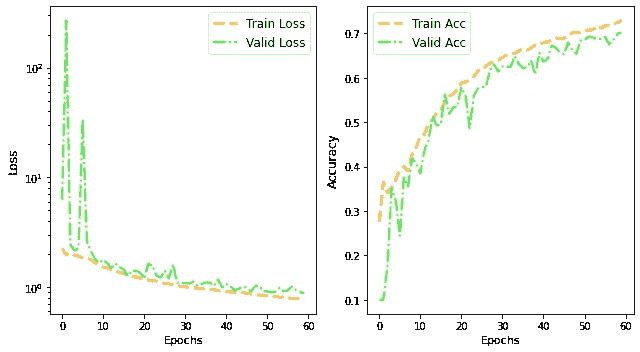 Train Loss
Valid Loss
10²
10¹
10⁰
Loss
0 10 20 30 40 50 60
Epochs
Train Acc
Valid Acc
0.7
0.6
0.5
0.4
0.3
0.2
0.1
Accuracy
0 10 20 30 40 50 60
Epochs